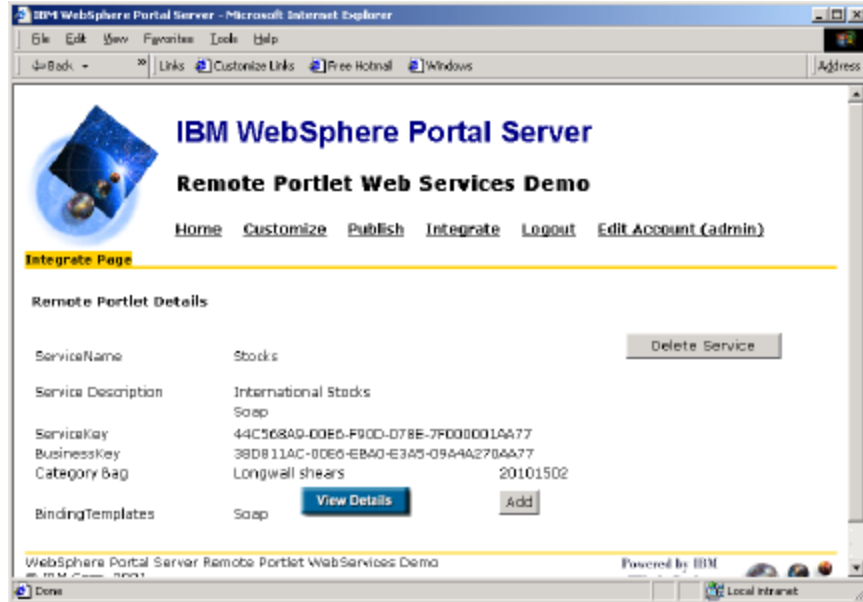 IBM WebSphere Portal Server - Microsoft Internet Explorer
File Edit View Favorites Tools Help
Back » Links Customize Links Free Hotmail Windows Address
IBM WebSphere Portal Server
Remote Portlet Web Services Demo
Home Customize Publish Integrate Logout Edit Account (admin)
Integrate Page
Remote Portlet Details
Delete Service
ServiceName Stocks
Service Description International Stocks
Soap
ServiceKey 44C568A9-00E6-F90D-078E-7F000001AA77
BusinessKey 38D811AC-00E6-EBA0-E3A5-09A4A270AA77
Category Bag Longwall shears 20101502
View Details Add
BindingTemplates Soap
WebSphere Portal Server Remote Portlet WebServices Demo
Powered by IBM
Done Local intranet